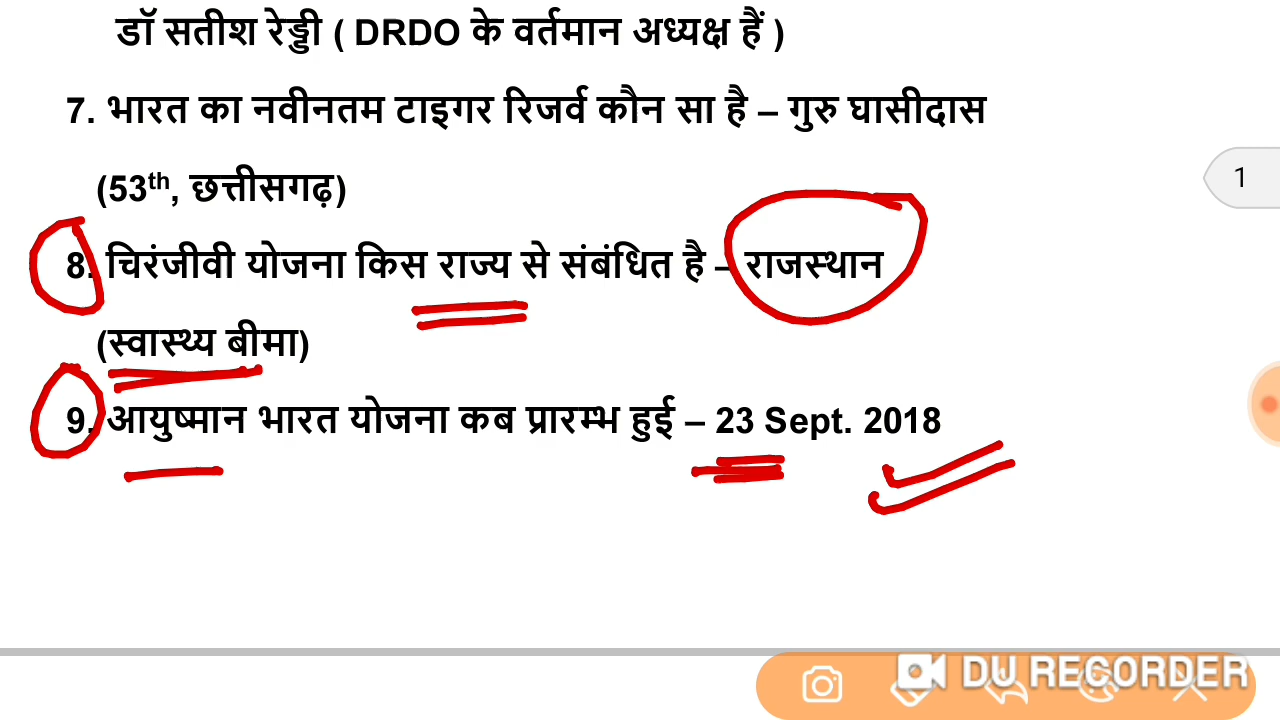 डॉ सतीश रेड्डी ( DRDO के वर्तमान अध्यक्ष हैं )
7. भारत का नवीनतम टाइगर रिजर्व कौन सा है – गुरु घासीदास
(53th, छत्तीसगढ़)
1
8. चिरंजीवी योजना किस राज्य से संबंधित है – राजस्थान
(स्वास्थ्य बीमा)
9. आयुष्मान भारत योजना कब प्रारम्भ हुई – 23 Sept. 2018
DU RECORDER